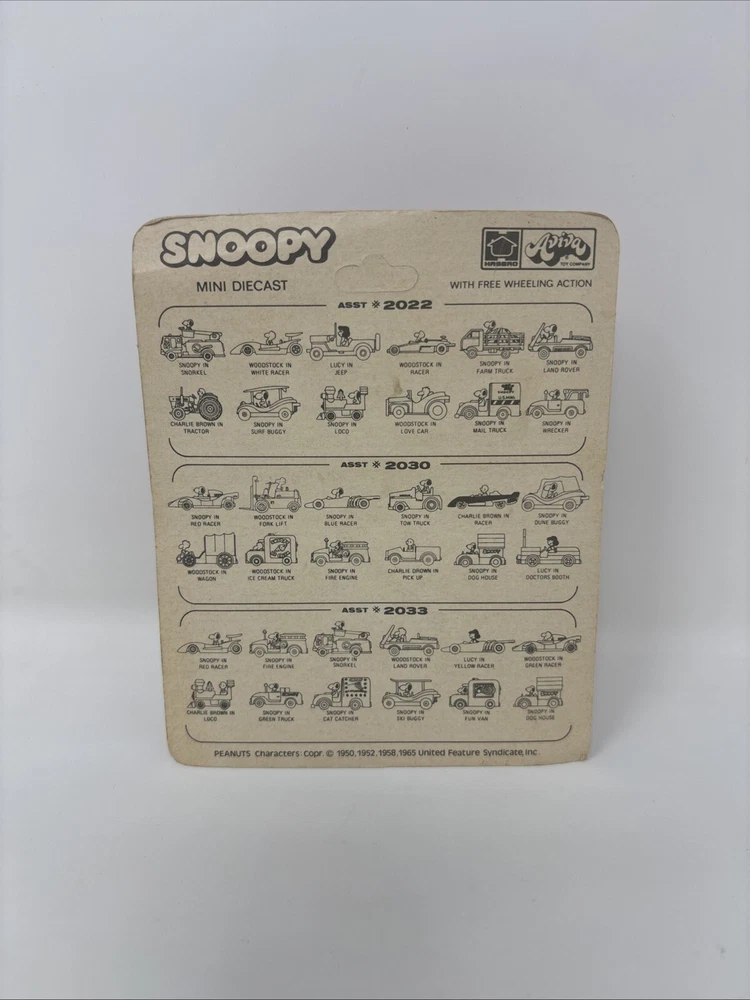 SNOOPY
HASBRO
Aviva
TOY COMPANY
MINI DIECAST
WITH FREE WHEELING ACTION
ASST * 2022
SNOOPY IN SNORKEL
WOODSTOCK IN WHITE RACER
LUCY IN JEEP
WOODSTOCK IN RACER
SNOOPY IN FARM TRUCK
SNOOPY IN LAND ROVER
U.S. MAIL
CHARLIE BROWN IN TRACTOR
SNOOPY IN SURF BUGGY
SNOOPY IN LOCO
WOODSTOCK IN LOVE CAR
SNOOPY IN MAIL TRUCK
SNOOPY IN WRECKER
ASST * 2030
SNOOPY IN RED RACER
WOODSTOCK IN FORK LIFT
SNOOPY IN BLUE RACER
SNOOPY IN TOW TRUCK
CHARLIE BROWN IN RACER
SNOOPY IN DUNE BUGGY
SNOOPY
WOODSTOCK IN WAGON
WOODSTOCK IN ICE CREAM TRUCK
SNOOPY IN FIRE ENGINE
CHARLIE BROWN IN PICK UP
SNOOPY IN DOG HOUSE
LUCY IN DOCTORS BOOTH
ASST * 2033
SNOOPY IN RED RACER
SNOOPY IN FIRE ENGINE
SNOOPY IN SNORKEL
WOODSTOCK IN LAND ROVER
LUCY IN YELLOW RACER
WOODSTOCK IN GREEN RACER
SNOOPY
CHARLIE BROWN IN LOCO
SNOOPY IN GREEN TRUCK
SNOOPY IN CAT CATCHER
SNOOPY IN SKI BUGGY
SNOOPY IN FUN VAN
SNOOPY IN DOG HOUSE
PEANUTS Characters: Copr. © 1950, 1952, 1958, 1965 United Feature Syndicate, Inc.